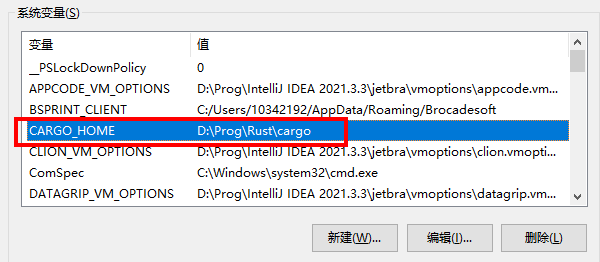 系统变量(S)
变量 值
__PSLockDownPolicy 0
APPCODE_VM_OPTIONS D:\Prog\IntelliJ IDEA 2021.3.3\jetbra\vmoptions\appcode.vm...
BSPRINT_CLIENT C:/Users/10342192/AppData/Roaming/Brocadesoft
CARGO_HOME D:\Prog\Rust\cargo
CLION_VM_OPTIONS D:\Prog\IntelliJ IDEA 2021.3.3\jetbra\vmoptions\clion.vmopti...
ComSpec C:\Windows\system32\cmd.exe
DATAGRIP_VM_OPTIONS D:\Prog\IntelliJ IDEA 2021.3.3\jetbra\vmoptions\datagrip.vm...
新建(W)... 编辑(I)... 删除(L)